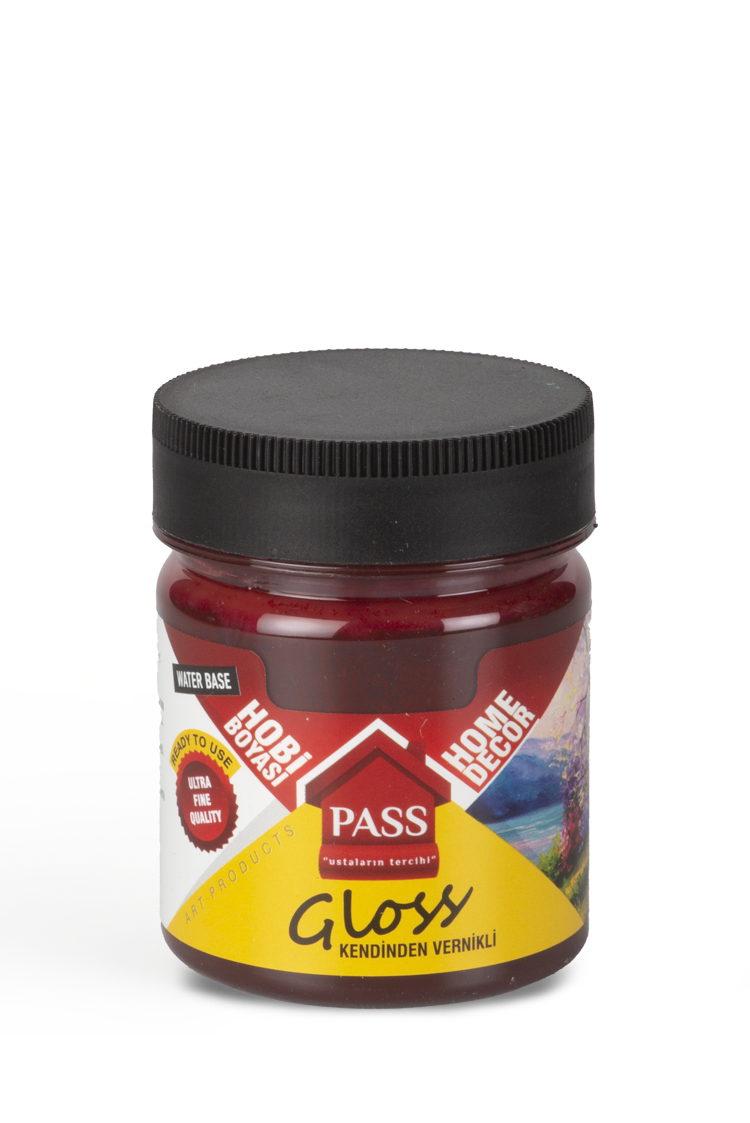 WATER BASE
HOBİ
BOYASI
HOME
DECOR
READY TO USE
ULTRA
FINE
QUALITY
PASS
"ustaların tercihi"
ART PRODUCTS
Gloss
KENDİNDEN VERNİKLİ